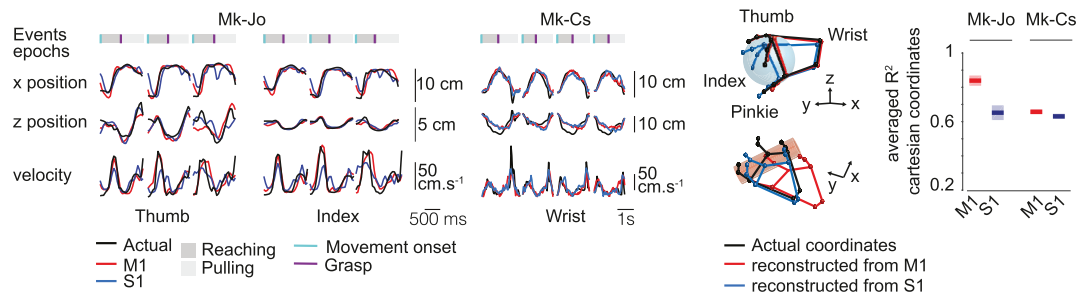 Mk-Jo
Mk-Cs
Events
epochs
x position
10 cm
10 cm
z position
5 cm
10 cm
velocity
50
cm.s-1
50
cm.s-1
Thumb
Index
500 ms
Wrist
1s
Actual
M1
S1
Reaching
Pulling
Movement onset
Grasp
Thumb
Wrist
Index
Pinkie
z
y
x
y
x
Actual coordinates
reconstructed from M1
reconstructed from S1
Mk-Jo Mk-Cs
averaged R2
cartesian coordinates
1
0.6
0.2
M1
S1
M1
S1